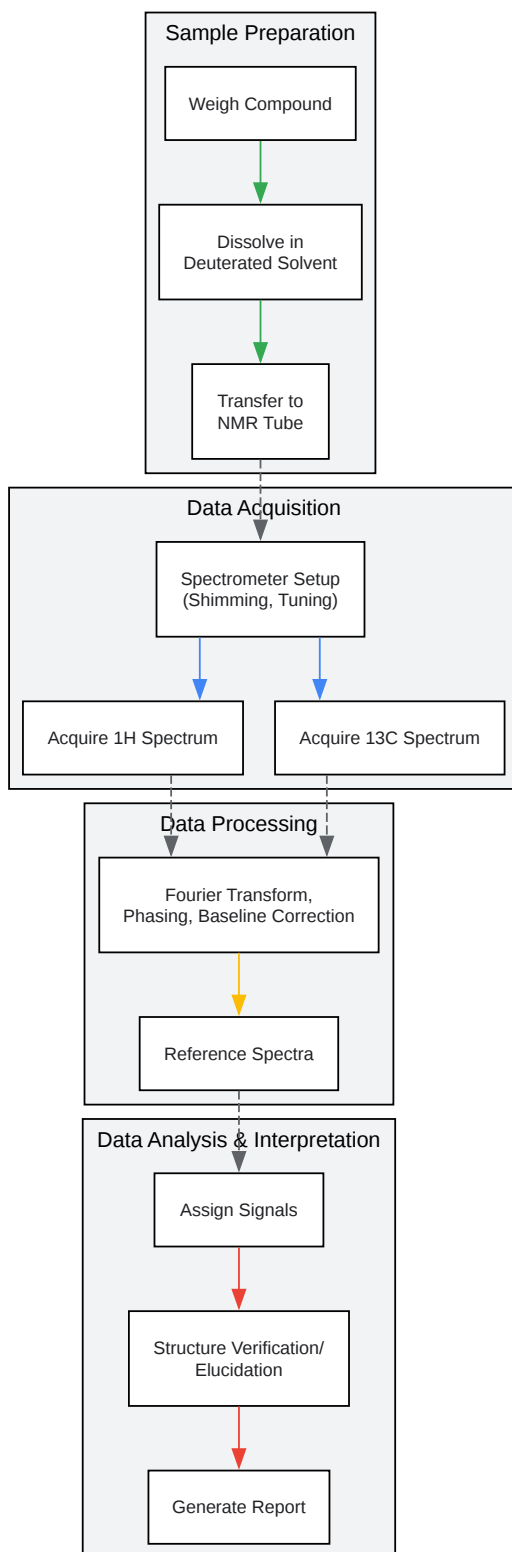 Sample Preparation
Weigh Compound
Dissolve in
Deuterated Solvent
Transfer to
NMR Tube
Data Acquisition
Spectrometer Setup
(Shimming, Tuning)
Acquire 1H Spectrum
Acquire 13C Spectrum
Data Processing
Fourier Transform,
Phasing, Baseline Correction
Reference Spectra
Data Analysis & Interpretation
Assign Signals
Structure Verification/
Elucidation
Generate Report